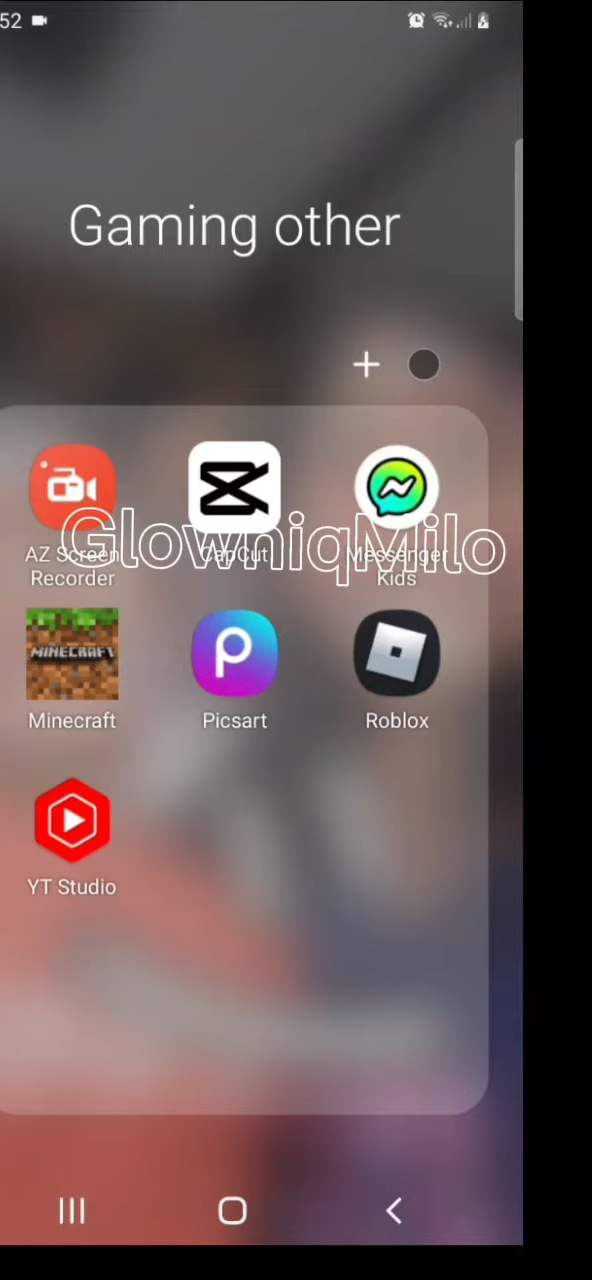 52
Gaming other
GlowniqMilo
AZ Screen
Recorder
CapCut
Messenger
Kids
MINECRAFT
Minecraft
Picsart
Roblox
YT Studio